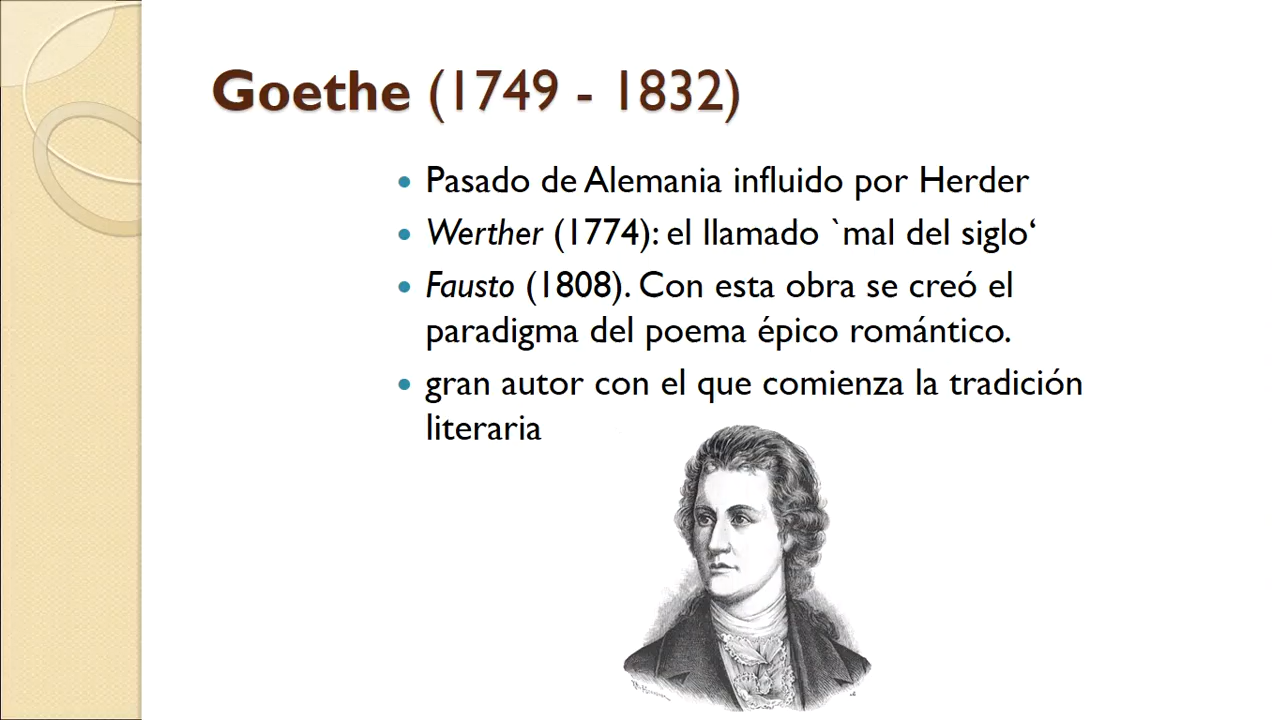 Goethe (1749 - 1832)
Pasado de Alemania influido por Herder
Werther (1774): el llamado `mal del siglo‘
Fausto (1808). Con esta obra se creó el
paradigma del poema épico romántico.
gran autor con el que comienza la tradición
literaria